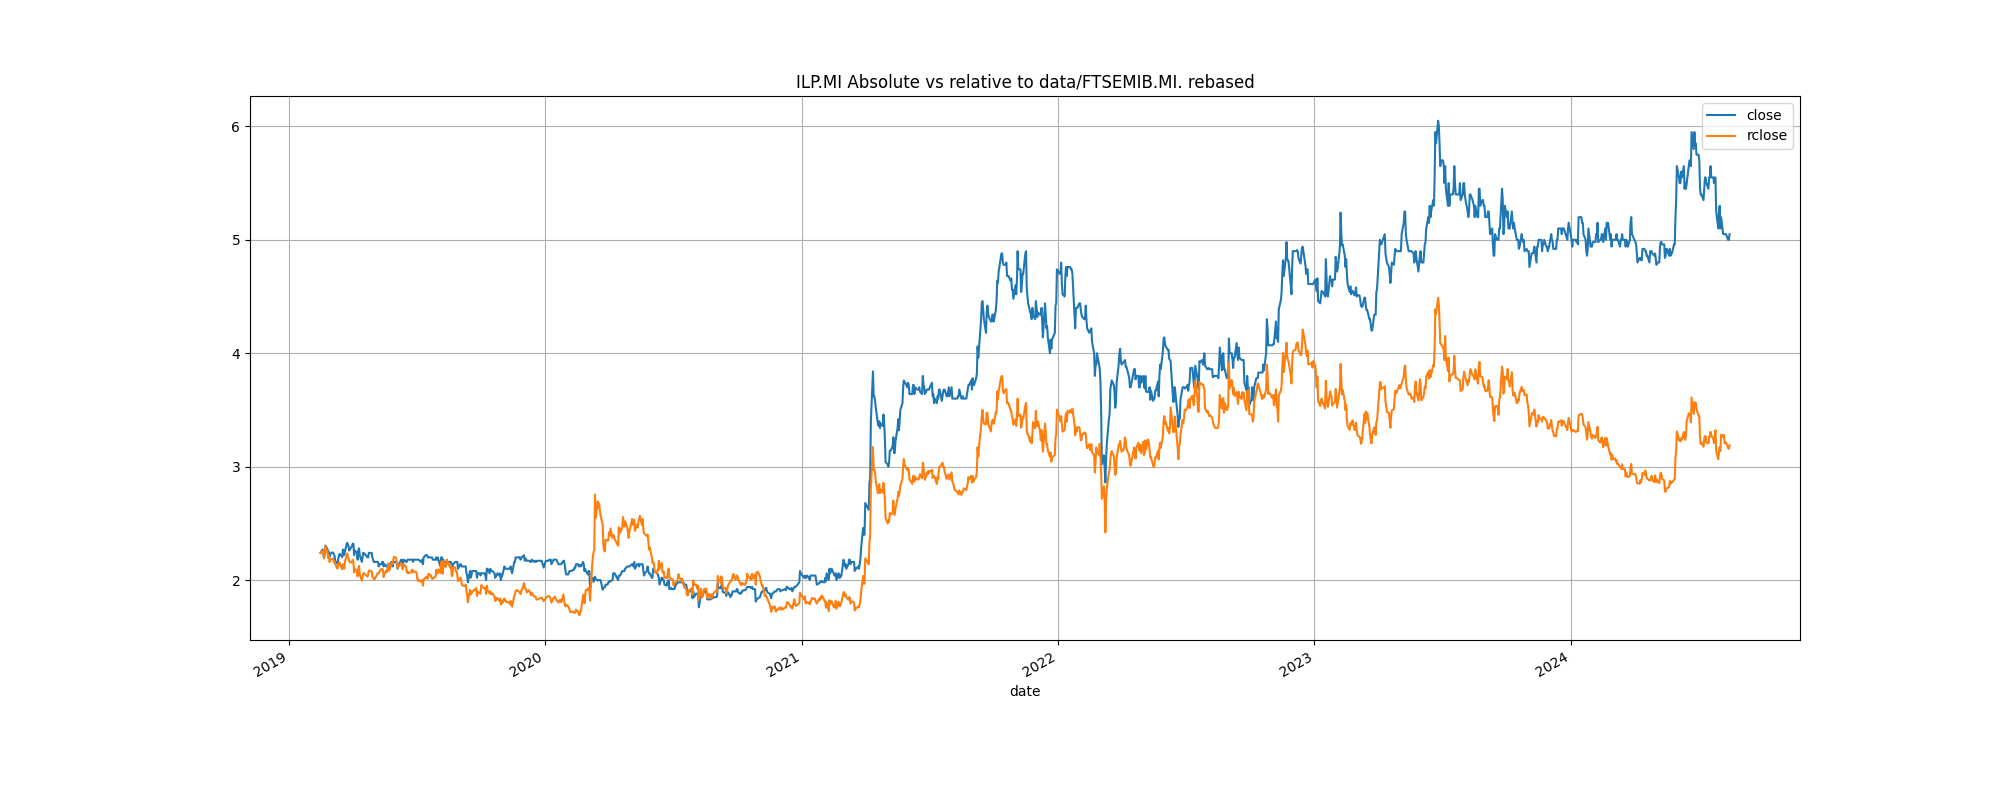 ILP.MI Absolute vs relative to data/FTSEMIB.MI. rebased
close
rclose
6
5
4
3
2
2019
2020
2021
2022
2023
2024
date